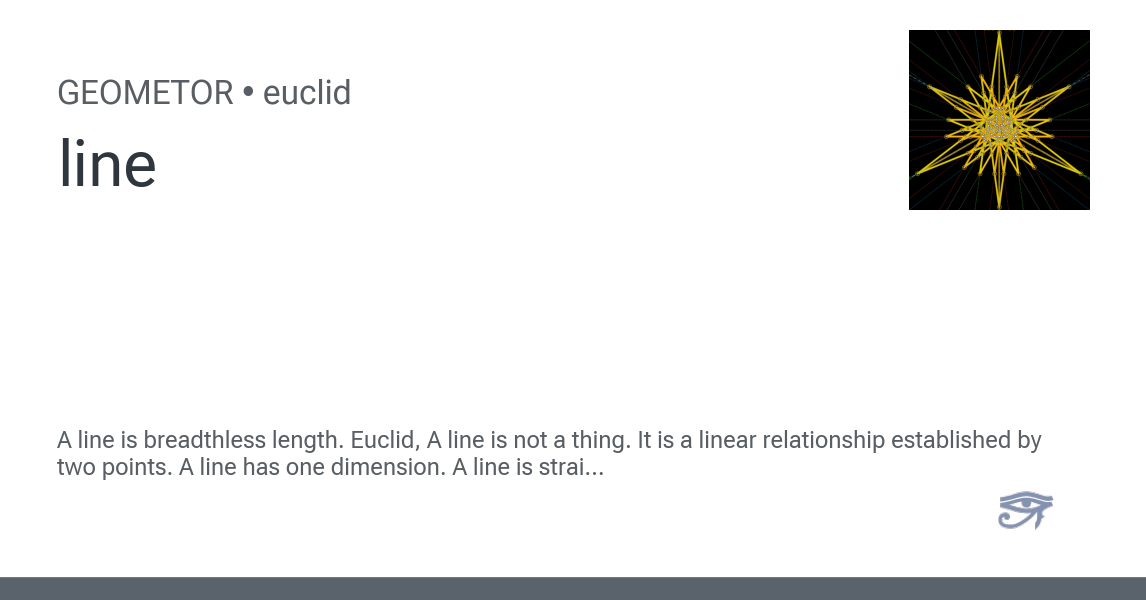 GEOMETOR • euclid
line
A line is breadthless length. Euclid, A line is not a thing. It is a linear relationship established by
two points. A line has one dimension. A line is strai...